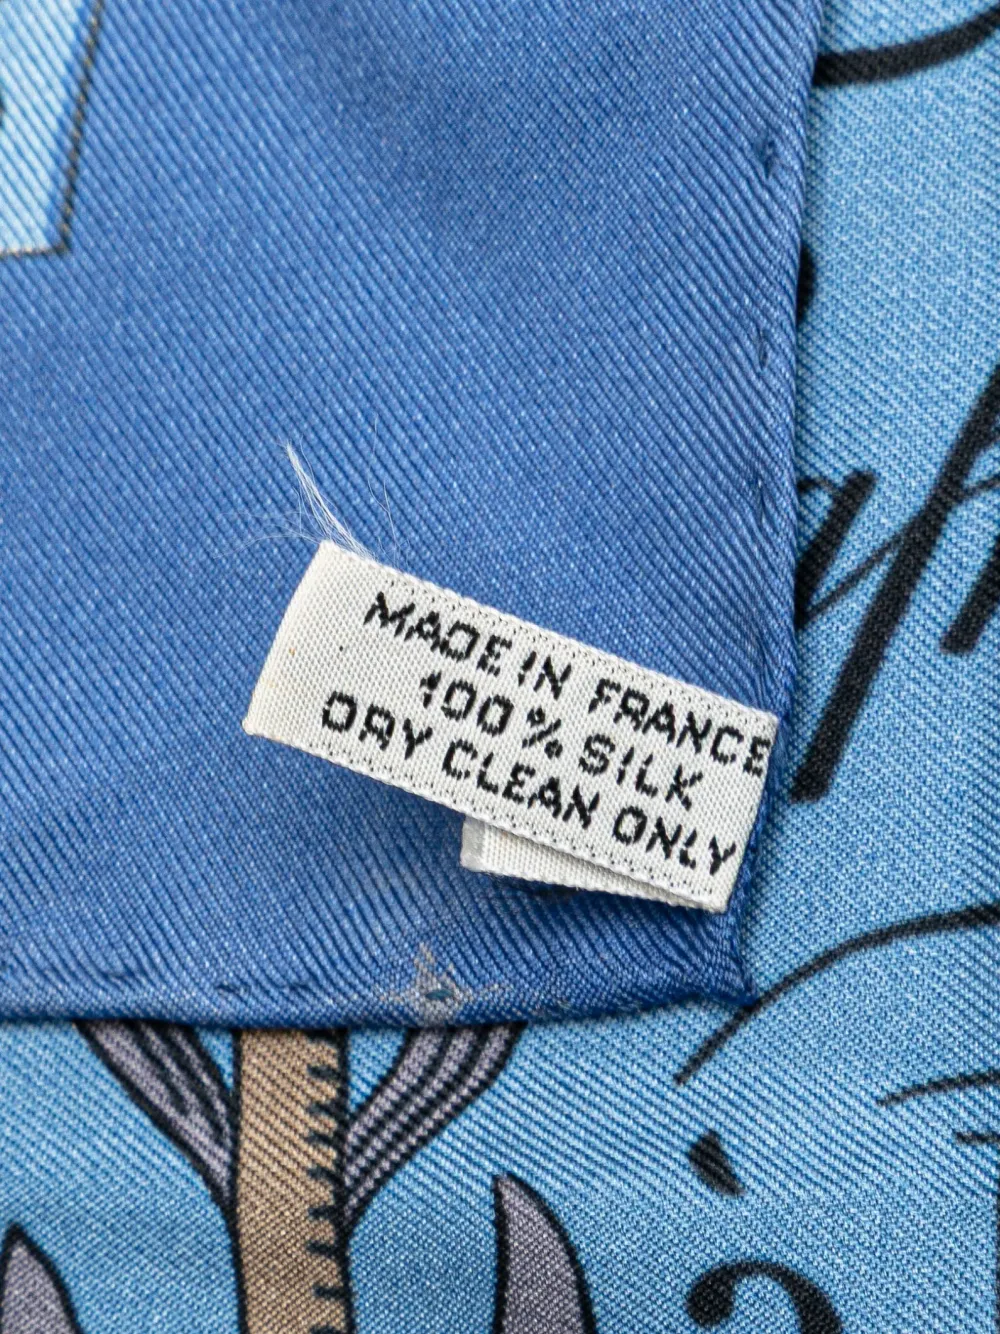 MADE IN FRANCE
100% SILK
DRY CLEAN ONLY